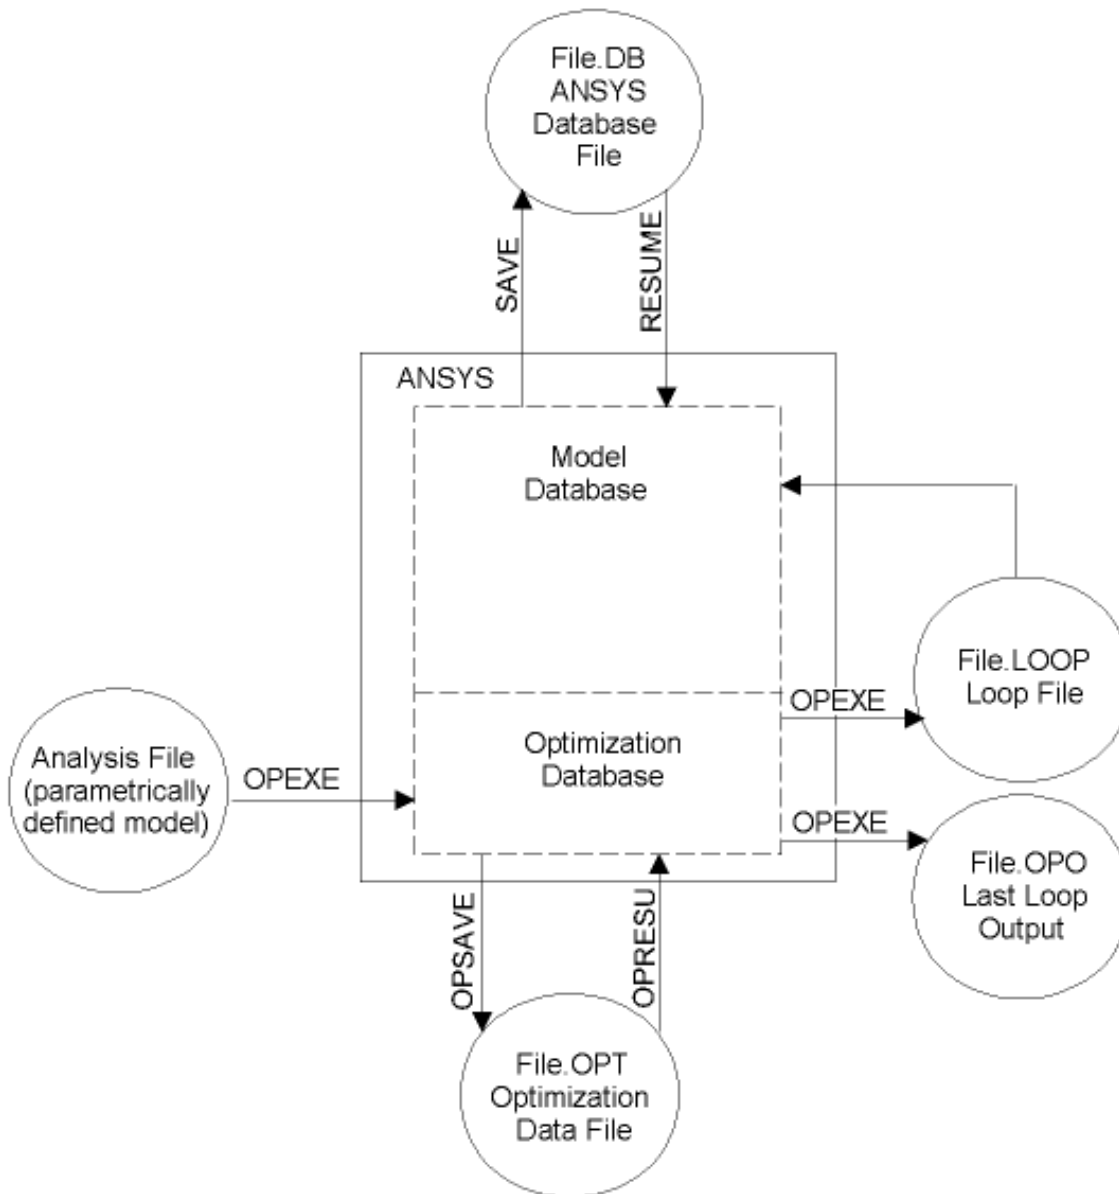 File.DB
ANSYS
Database
File
SAVE
RESUME
ANSYS
Model
Database
File.LOOP
Loop File
OPEXE
Optimization
Database
Analysis File
(parametrically
defined model)
OPEXE
OPEXE
File.OPO
Last Loop
Output
OPSAVE
OPRESU
File.OPT
Optimization
Data File